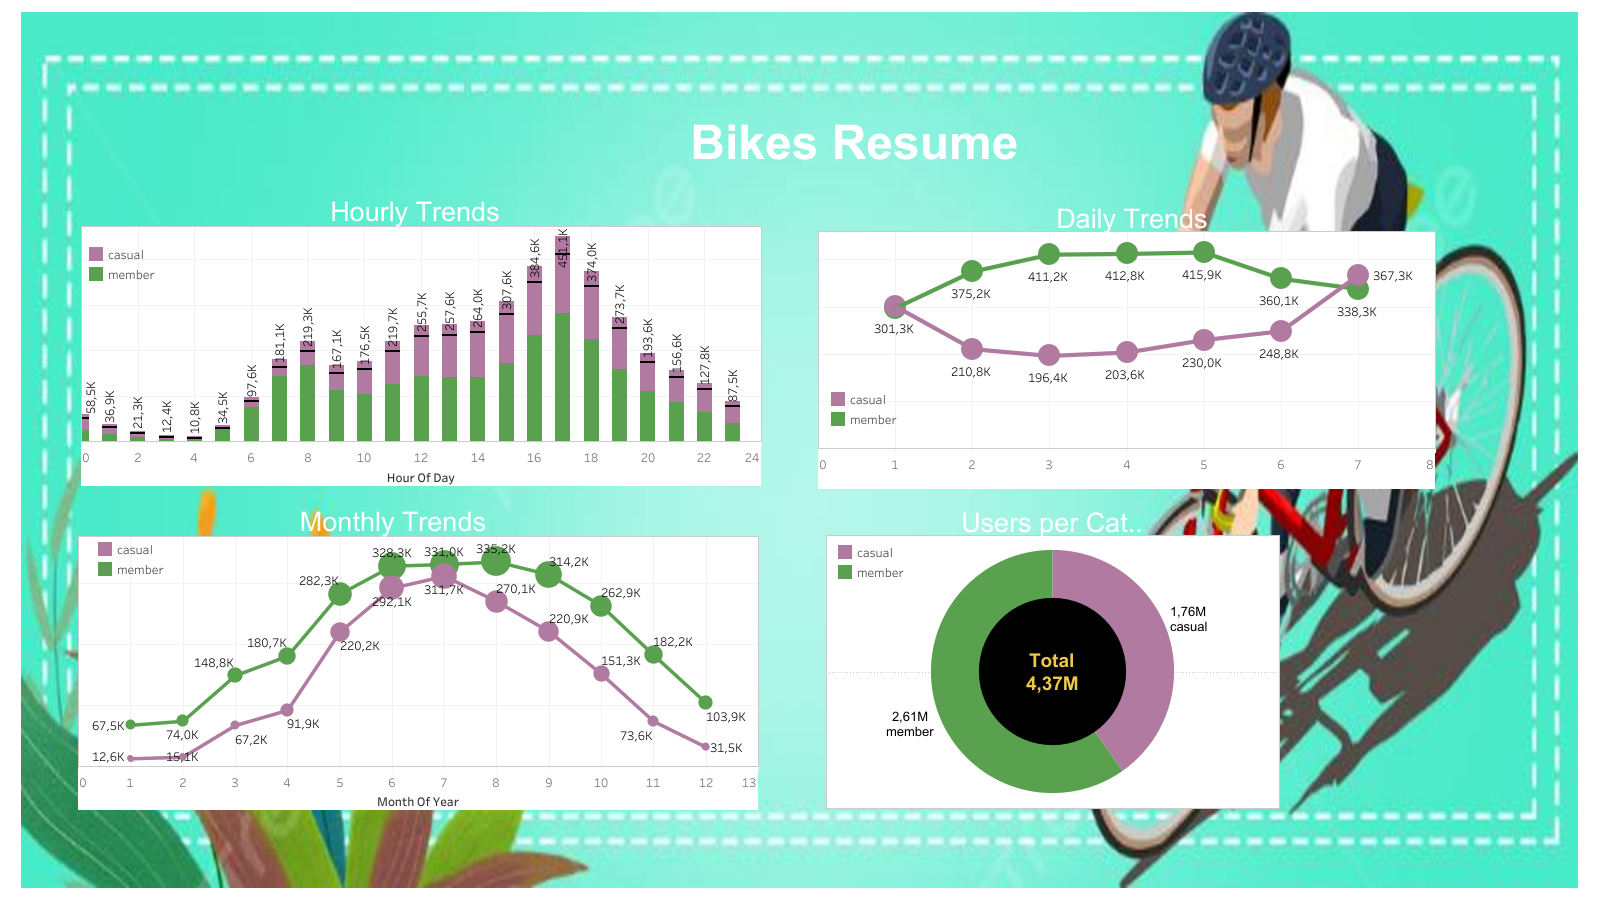 Bikes Resume
Hourly Trends
casual
member
58,5K
36,9K
21,3K
12,4K
10,8K
34,5K
97,6K
181,1K
219,3K
167,1K
176,5K
219,7K
255,7K
257,6K
264,0K
307,6K
384,6K
451,1K
374,0K
273,7K
193,6K
156,6K
127,8K
87,5K
0 2 4 6 8 10 12 14 16 18 20 22 24
Hour Of Day
Daily Trends
375,2K 411,2K 412,8K 415,9K 360,1K 338,3K 367,3K
301,3K 210,8K 196,4K 203,6K 230,0K 248,8K
casual
member
0 1 2 3 4 5 6 7 8
Monthly Trends
casual
member
67,5K 74,0K 148,8K 180,7K 282,3K 328,3K 331,0K 335,2K 314,2K 262,9K 182,2K 103,9K
12,6K 15,1K 67,2K 91,9K 220,2K 292,1K 311,7K 270,1K 220,9K 151,3K 73,6K 31,5K
0 1 2 3 4 5 6 7 8 9 10 11 12 13
Month Of Year
Users per Cat..
casual
member
1,76M
casual
Total
4,37M
2,61M
member